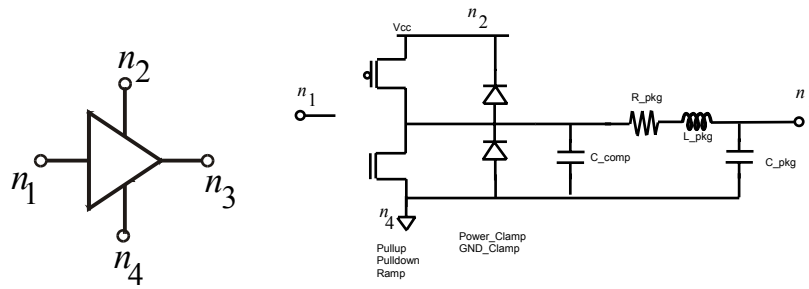 n2
n1
n3
n4
Vcc
n2
n1
R_pkg
L_pkg
n
C_comp
C_pkg
n4
Pullup
Pulldown
Ramp
Power_Clamp
GND_Clamp